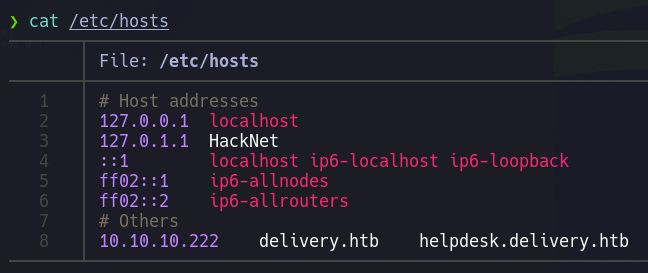 ❯ cat /etc/hosts
File: /etc/hosts
1 # Host addresses
2 127.0.0.1 localhost
3 127.0.1.1 HackNet
4 ::1 localhost ip6-localhost ip6-loopback
5 ff02::1 ip6-allnodes
6 ff02::2 ip6-allrouters
7 # Others
8 10.10.10.222 delivery.htb helpdesk.delivery.htb